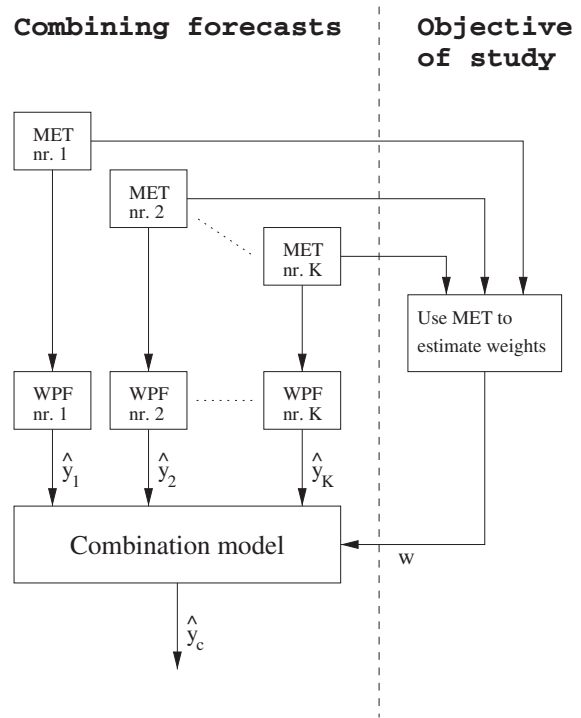 Combining forecasts
Objective
of study
MET
nr. 1
MET
nr. 2
MET
nr. K
Use MET to
estimate weights
WPF
nr. 1
WPF
nr. 2
WPF
nr. K
ŷ1
ŷ2
ŷK
Combination model
w
ŷc